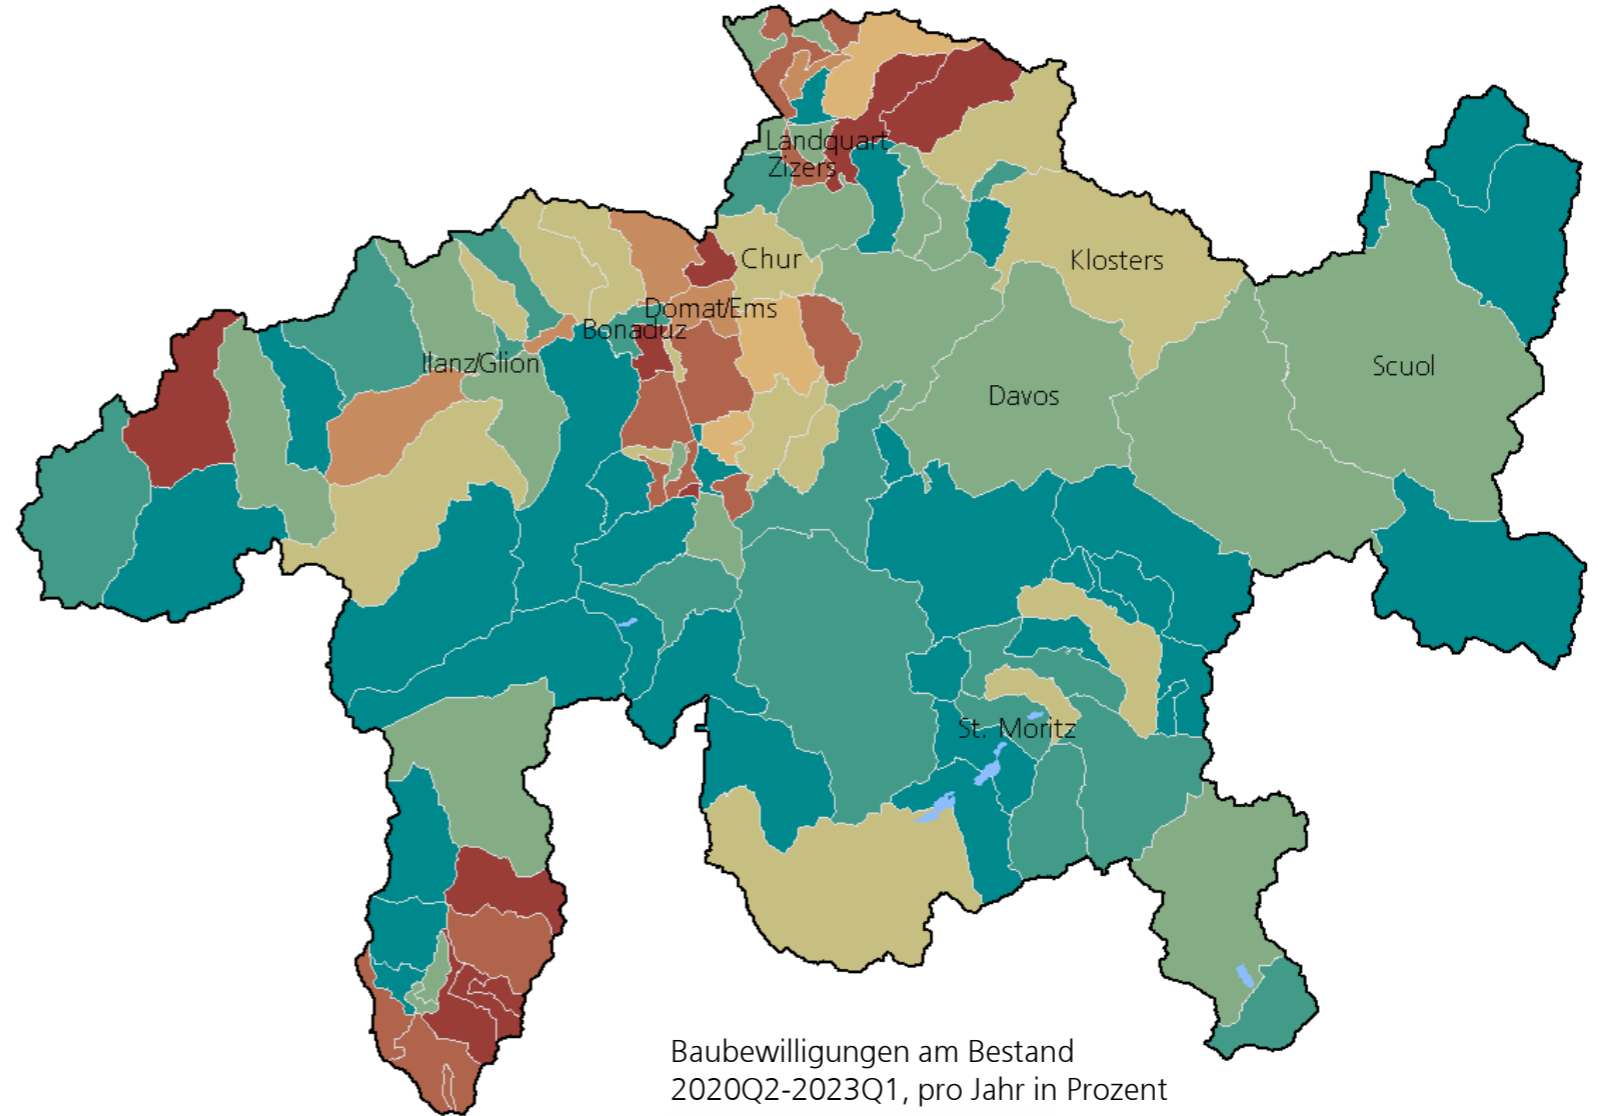 Landquart
Zizers
Chur
Klosters
Domat/Ems
Bonaduz
Ilanz/Glion
Scuol
Davos
St. Moritz
Baubewilligungen am Bestand
2020Q2-2023Q1, pro Jahr in Prozent